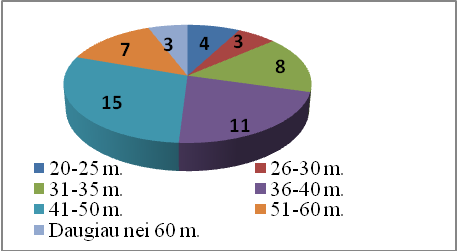 4
3
8
11
15
7
3
20-25 m.
26-30 m.
31-35 m.
36-40 m.
41-50 m.
51-60 m.
Daugiau nei 60 m.